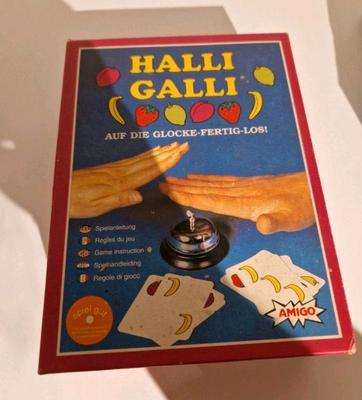 HALLI
GALLI
AUF DIE GLOCKE-FERTIG-LOS!
Spielanleitung
Regles du jeu
Game instruction
Spelhandleiding
Regole di gioco
spiel gut
AMIGO